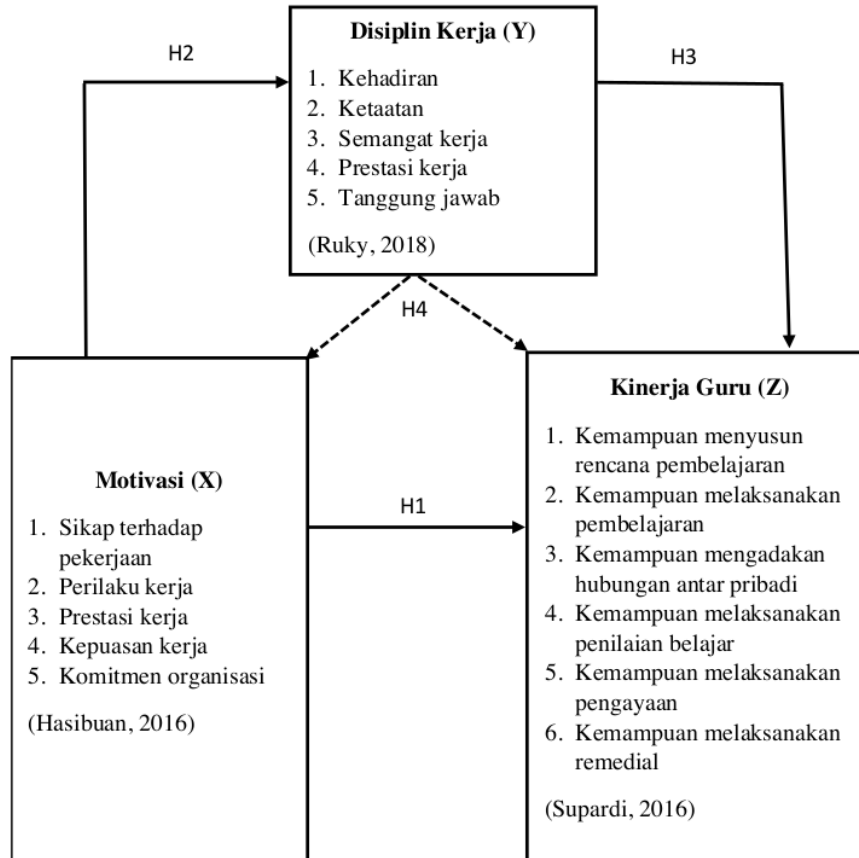 H2
Disiplin Kerja (Y)
1. Kehadiran
2. Ketaatan
3. Semangat kerja
4. Prestasi kerja
5. Tanggung jawab
(Ruky, 2018)
H3
H4
Motivasi (X)
1. Sikap terhadap
pekerjaan
2. Perilaku kerja
3. Prestasi kerja
4. Kepuasan kerja
5. Komitmen organisasi
(Hasibuan, 2016)
H1
Kinerja Guru (Z)
1. Kemampuan menyusun
rencana pembelajaran
2. Kemampuan melaksanakan
pembelajaran
3. Kemampuan mengadakan
hubungan antar pribadi
4. Kemampuan melaksanakan
penilaian belajar
5. Kemampuan melaksanakan
pengayaan
6. Kemampuan melaksanakan
remedial
(Supardi, 2016)